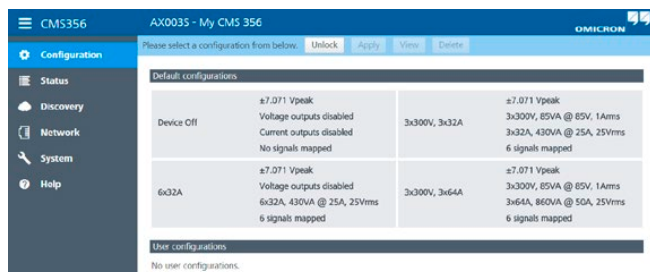 CMS356
AX003S - My CMS 356
OMICRON
Please select a configuration from below. Unlock Apply View Delete
Configuration
Status
Discovery
Network
System
Help
Default configurations
Device Off
±7.071 Vpeak
Voltage outputs disabled
Current outputs disabled
No signals mapped
3x300V, 3x32A
±7.071 Vpeak
3x300V, 85VA @ 85V, 1Arms
3x32A, 430VA @ 25A, 25Vrms
6 signals mapped
6x32A
±7.071 Vpeak
Voltage outputs disabled
6x32A, 430VA @ 25A, 25Vrms
6 signals mapped
3x300V, 3x64A
±7.071 Vpeak
3x300V, 85VA @ 85V, 1Arms
3x64A, 860VA @ 50A, 25Vrms
6 signals mapped
User configurations
No user configurations.